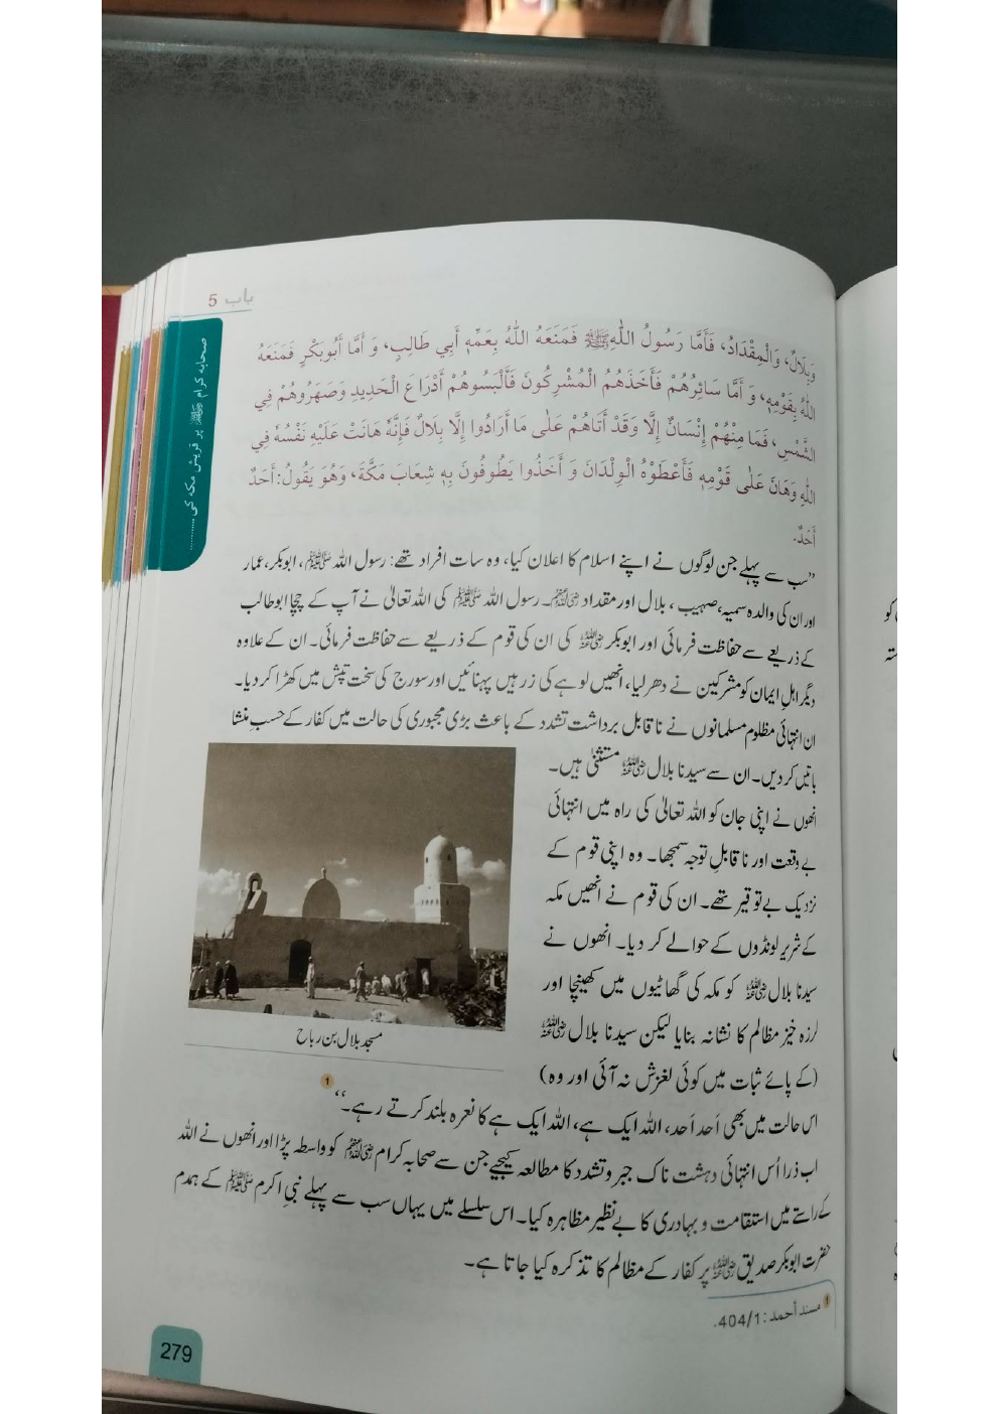 باب 5
صحابہ کرام ﷺ پر قریش مکہ کی.........
وَبِلَالٌ، وَالْمِقْدَادُ، فَأَمَّا رَسُولُ اللّٰهِ ﷺ فَمَنَعَهُ اللّٰهُ بِعَمِّهٖ أَبِي طَالِبٍ، وَ أَمَّا أَبُوبَكْرٍ فَمَنَعَهُ
اللّٰهُ بِقَوْمِهٖ، وَ أَمَّا سَائِرُهُمْ فَأَخَذَهُمُ الْمُشْرِكُونَ فَأَلْبَسُوهُمْ أَدْرَاعَ الْحَدِيدِ وَصَهَرُوهُمْ فِي
الشَّمْسِ، فَمَا مِنْهُمْ إِنْسَانٌ إِلَّا وَقَدْ أَتَاهُمْ عَلٰى مَا أَرَادُوا إِلَّا بِلَالٌ فَإِنَّهٗ هَانَتْ عَلَيْهِ نَفْسُهٗ فِي
اللّٰهِ وَهَانَ عَلٰى قَوْمِهٖ فَأَعْطَوْهُ الْوِلْدَانَ وَ أَخَذُوا يَطُوفُونَ بِهٖ شِعَابَ مَكَّةَ، وَهُوَ يَقُولُ: أَحَدٌ
أَحَدٌ.
”سب سے پہلے جن لوگوں نے اپنے اسلام کا اعلان کیا، وہ سات افراد تھے: رسول اللہ ﷺ، ابوبکر، عمار
اور ان کی والدہ سمیہ، صہیب، بلال اور مقداد رضی اللہ عنہم۔ رسول اللہ ﷺ کی اللہ تعالیٰ نے آپ کے چچا ابوطالب
کے ذریعے سے حفاظت فرمائی اور ابوبکر رضی اللہ عنہ کی ان کی قوم کے ذریعے سے حفاظت فرمائی۔ ان کے علاوہ
دیگر اہلِ ایمان کو مشرکین نے دھر لیا، انھیں لوہے کی زرہیں پہنائیں اور سورج کی سخت تپش میں کھڑا کر دیا۔
ان انتہائی مظلوم مسلمانوں نے ناقابل برداشت تشدد کے باعث بڑی مجبوری کی حالت میں کفار کے حسبِ منشا
باتیں کر دیں۔ ان سے سیدنا بلال رضی اللہ عنہ مستثنیٰ ہیں۔
انھوں نے اپنی جان کو اللہ تعالیٰ کی راہ میں انتہائی
بے وقعت اور ناقابلِ توجہ سمجھا۔ وہ اپنی قوم کے
نزدیک بے توقیر تھے۔ ان کی قوم نے انھیں مکہ
کے شریر لونڈوں کے حوالے کر دیا۔ انھوں نے
سیدنا بلال رضی اللہ عنہ کو مکہ کی گھاٹیوں میں کھینچا اور
لرزہ خیز مظالم کا نشانہ بنایا لیکن سیدنا بلال رضی اللہ عنہ
(کے پائے ثبات میں کوئی لغزش نہ آئی اور وہ)
مسجد بلال بن رباح
اس حالت میں بھی اَحد اَحد، اللہ ایک ہے، اللہ ایک ہے کا نعرہ بلند کرتے رہے۔“ 1
اب ذرا اُس انتہائی دہشت ناک جبر و تشدد کا مطالعہ کیجیے جن سے صحابہ کرام رضی اللہ عنہم کو واسطہ پڑا اور انھوں نے اللہ
کے راستے میں استقامت و بہادری کا بے نظیر مظاہرہ کیا۔ اس سلسلے میں یہاں سب سے پہلے نبیِ اکرم ﷺ کے ہمدم
حضرت ابوبکر صدیق رضی اللہ عنہ پر کفار کے مظالم کا تذکرہ کیا جاتا ہے۔
1 مسند أحمد: 404/1.
279